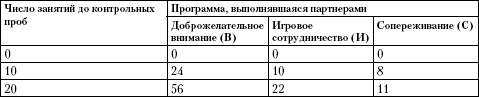 Число занятий до контрольных проб
Программа, выполнявшаяся партнерами
Доброжелательное внимание (В)
Игровое сотрудничество (И)
Сопереживание (С)
0 0 0 0
10 24 10 8
20 56 22 11